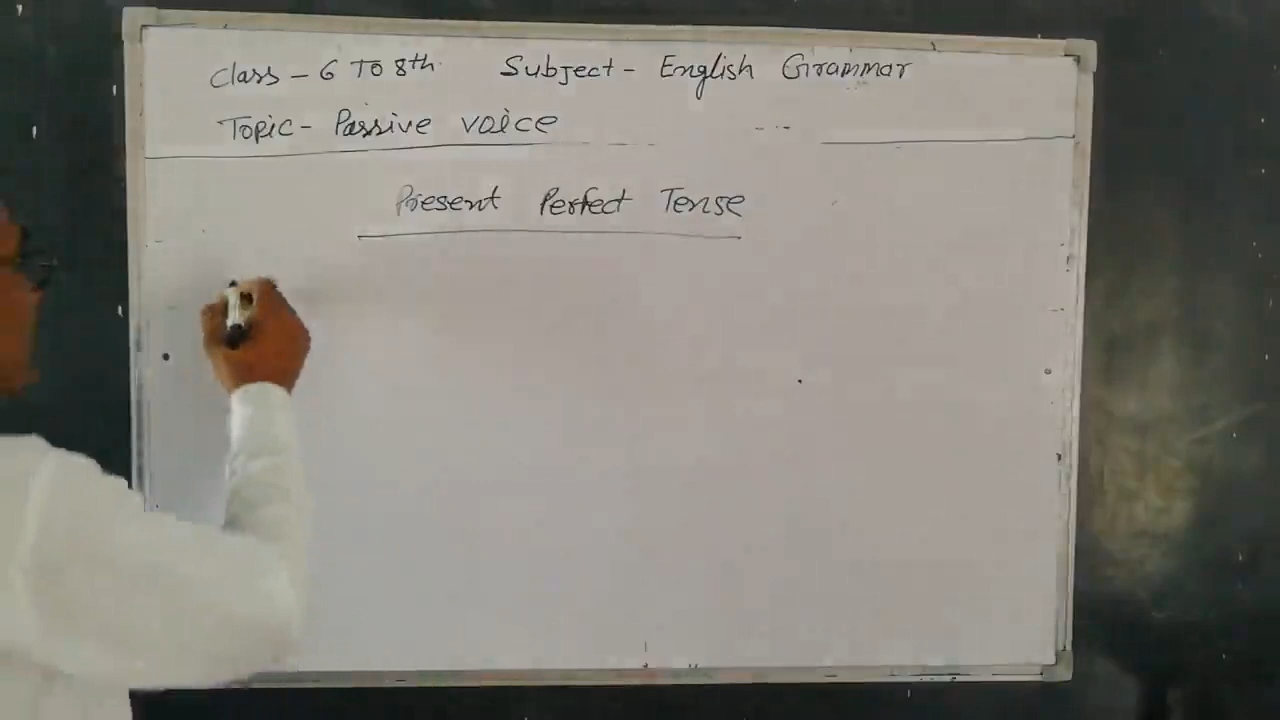 Class - 6 TO 8th. Subject - English Grammar
Topic - Passive voice
Present Perfect Tense